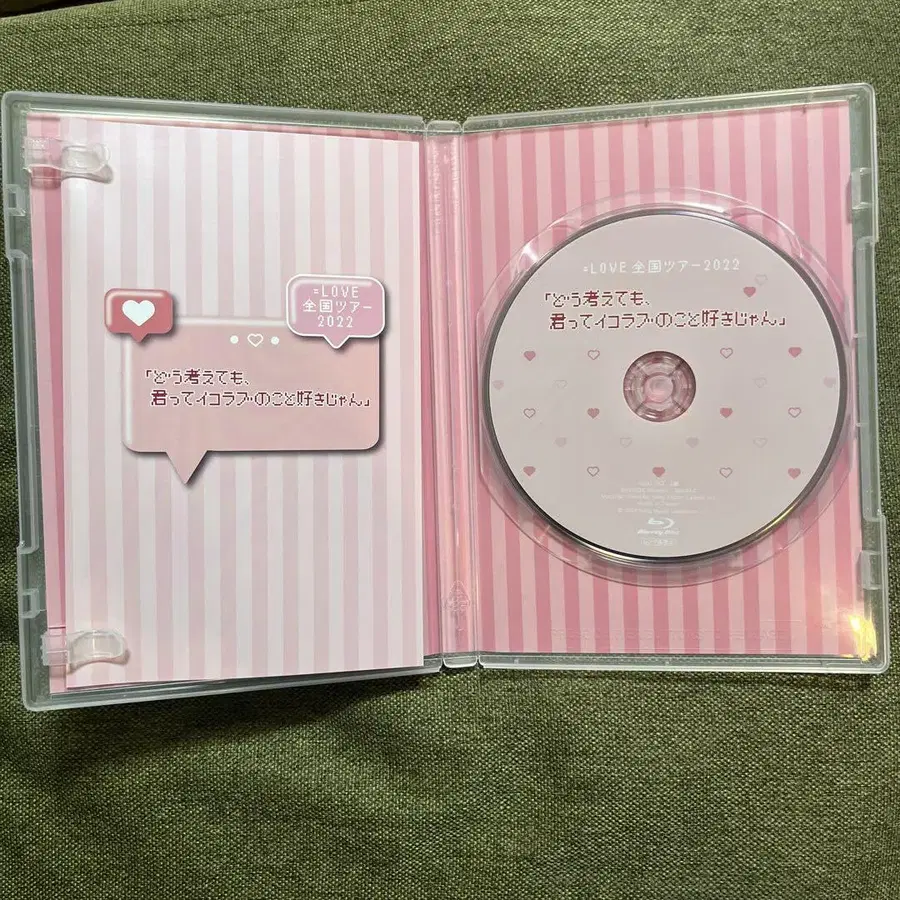 =LOVE
全国ツアー
2022
「どう考えても、
君ってイコラブのこと好きじゃん」
=LOVE 全国ツアー2022
「どう考えても、
君ってイコラブのこと好きじゃん」
Blu-ray Disc